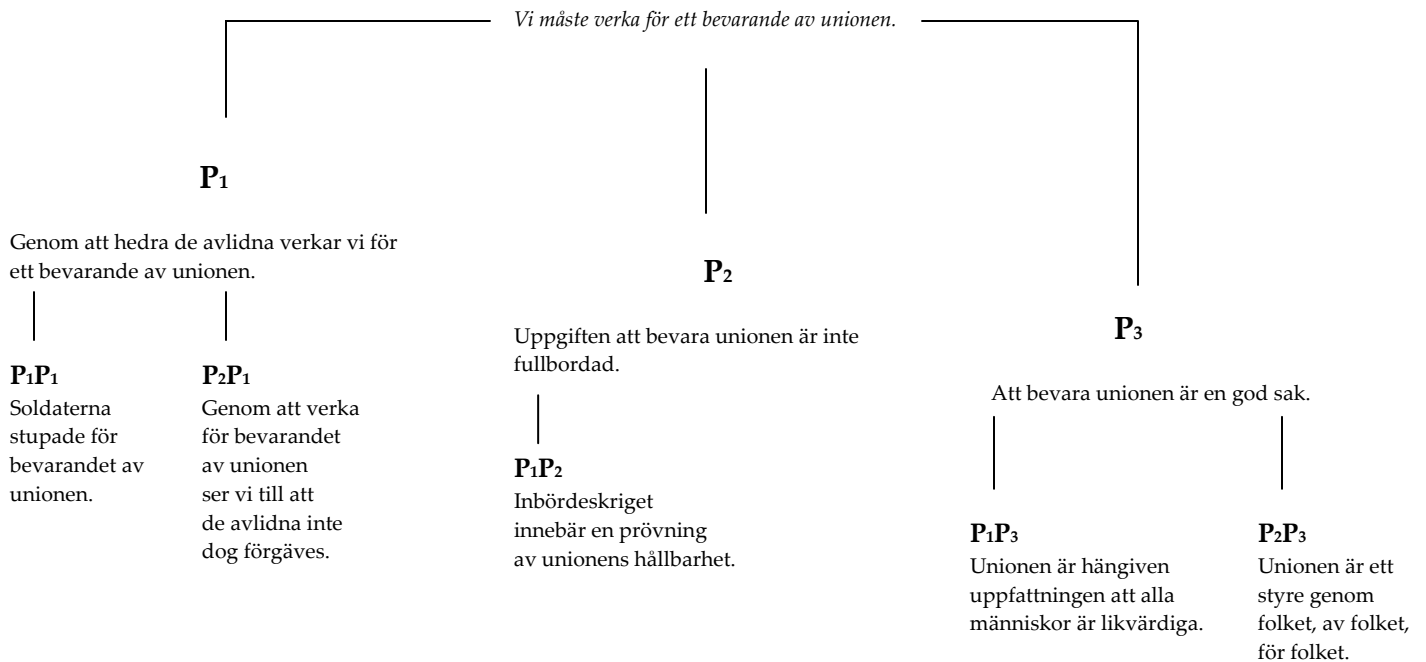 Vi måste verka för ett bevarande av unionen.
P₁
Genom att hedra de avlidna verkar vi för
ett bevarande av unionen.
P₁P₁
Soldaterna
stupade för
bevarandet av
unionen.
P₂P₁
Genom att verka
för bevarandet
av unionen
ser vi till att
de avlidna inte
dog förgäves.
P₂
Uppgiften att bevara unionen är inte
fullbordad.
P₁P₂
Inbördeskriget
innebär en prövning
av unionens hållbarhet.
P₃
Att bevara unionen är en god sak.
P₁P₃
Unionen är hängiven
uppfattningen att alla
människor är likvärdiga.
P₂P₃
Unionen är ett
styre genom
folket, av folket,
för folket.